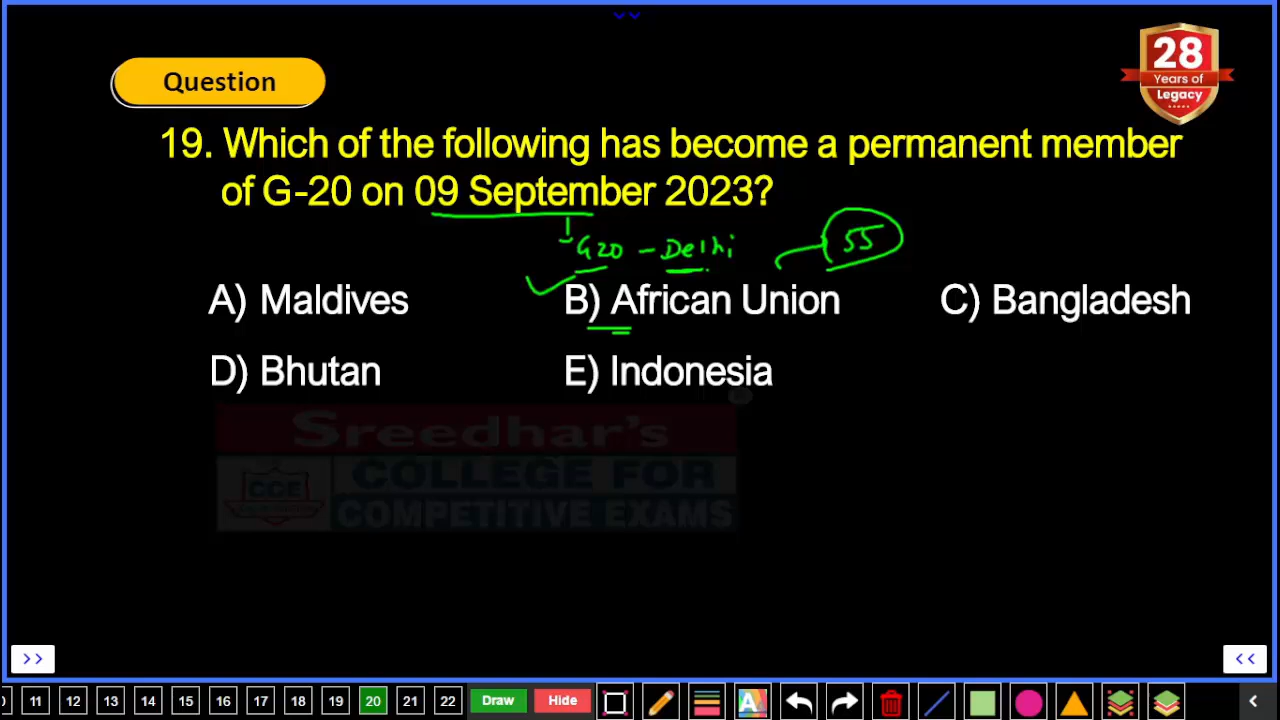 28
Years of
Legacy
Question
19. Which of the following has become a permanent member
of G-20 on 09 September 2023?
G20 - Delhi
55
A) Maldives
B) African Union
C) Bangladesh
D) Bhutan
E) Indonesia
Sreedhar's
CCE
COLLEGE FOR
COMPETITIVE EXAMS
>>
<<
11 12 13 14 15 16 17 18 19 20 21 22 Draw Hide A <